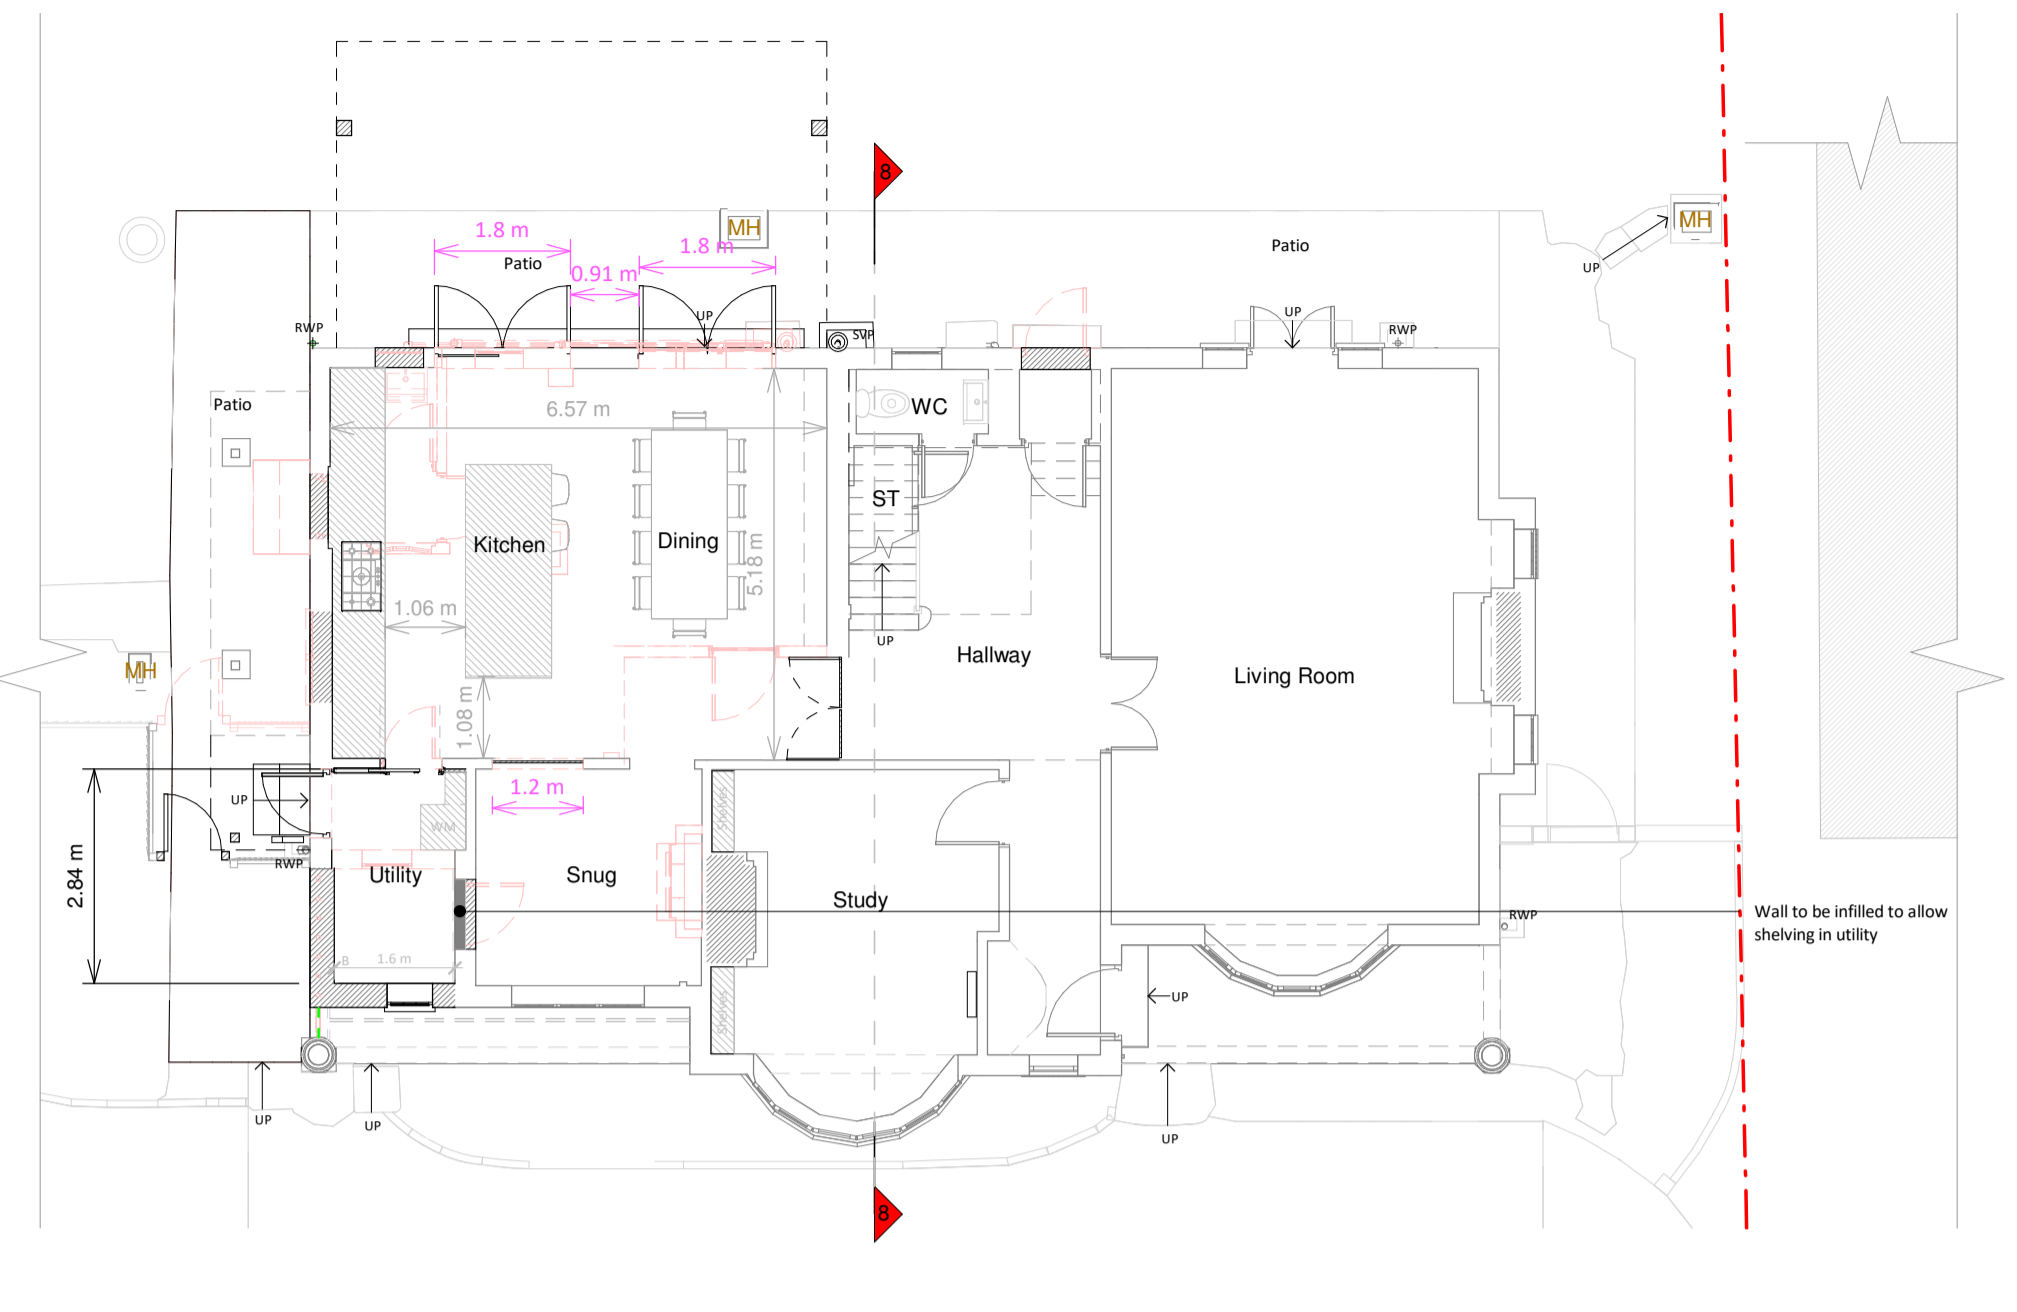 8
1.8 m
MH
1.8 m
Patio
0.91 m
Patio
MH
UP
RWP
UP
SVP
UP
RWP
Patio
6.57 m
WC
ST
Kitchen
Dining
5.18 m
1.06 m
UP
Hallway
MH
Living Room
1.08 m
1.2 m
UP
Shelves
WM
RWP
Utility
Snug
2.84 m
Study
Wall to be infilled to allow
shelving in utility
RWP
B
1.6 m
UP
Shelves
UP
UP
UP
8